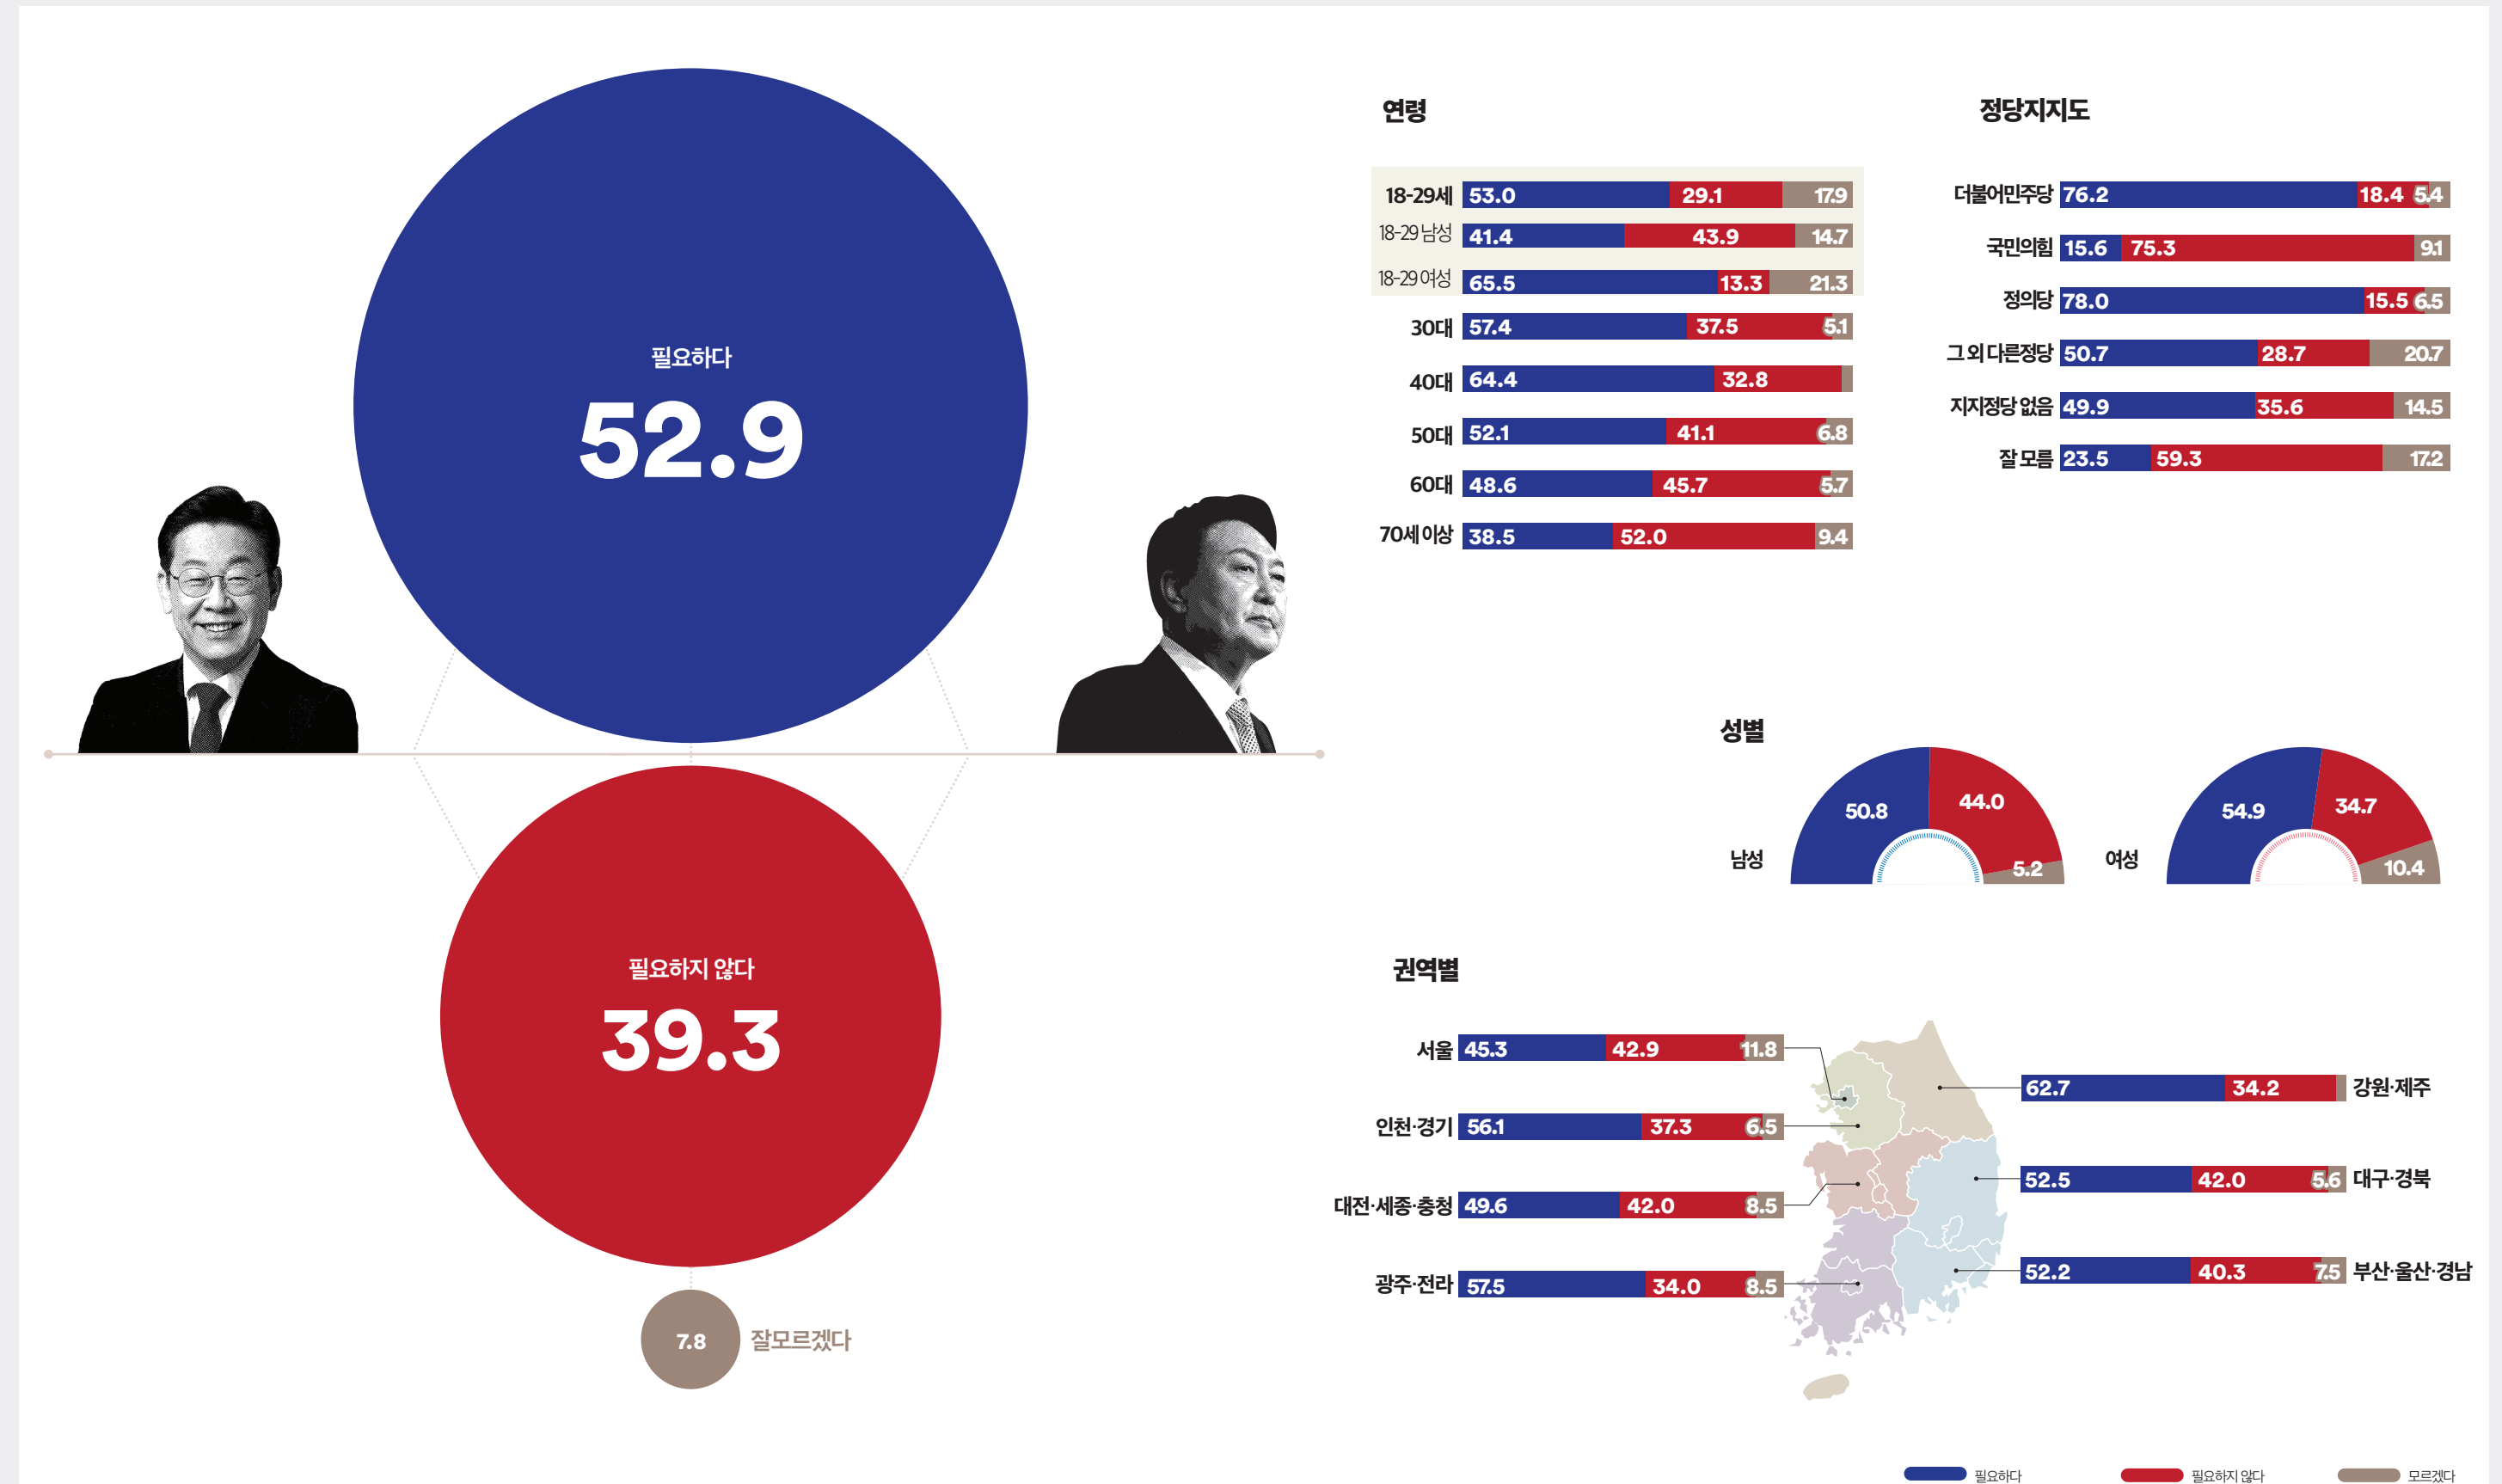 필요하다
52.9
필요하지 않다
39.3
7.8 잘모르겠다
연령
18-29세 53.0 29.1 17.9
18-29 남성 41.4 43.9 14.7
18-29 여성 65.5 13.3 21.3
30대 57.4 37.5 5.1
40대 64.4 32.8
50대 52.1 41.1 6.8
60대 48.6 45.7 5.7
70세 이상 38.5 52.0 9.4
정당지지도
더불어민주당 76.2 18.4 5.4
국민의힘 15.6 75.3 9.1
정의당 78.0 15.5 6.5
그 외 다른정당 50.7 28.7 20.7
지지정당 없음 49.9 35.6 14.5
잘 모름 23.5 59.3 17.2
성별
남성 50.8 44.0 5.2
여성 54.9 34.7 10.4
권역별
서울 45.3 42.9 11.8
인천·경기 56.1 37.3 6.5
대전·세종·충청 49.6 42.0 8.5
광주·전라 57.5 34.0 8.5
62.7 34.2 강원·제주
52.5 42.0 5.6 대구·경북
52.2 40.3 7.5 부산·울산·경남
필요하다 필요하지 않다 모르겠다